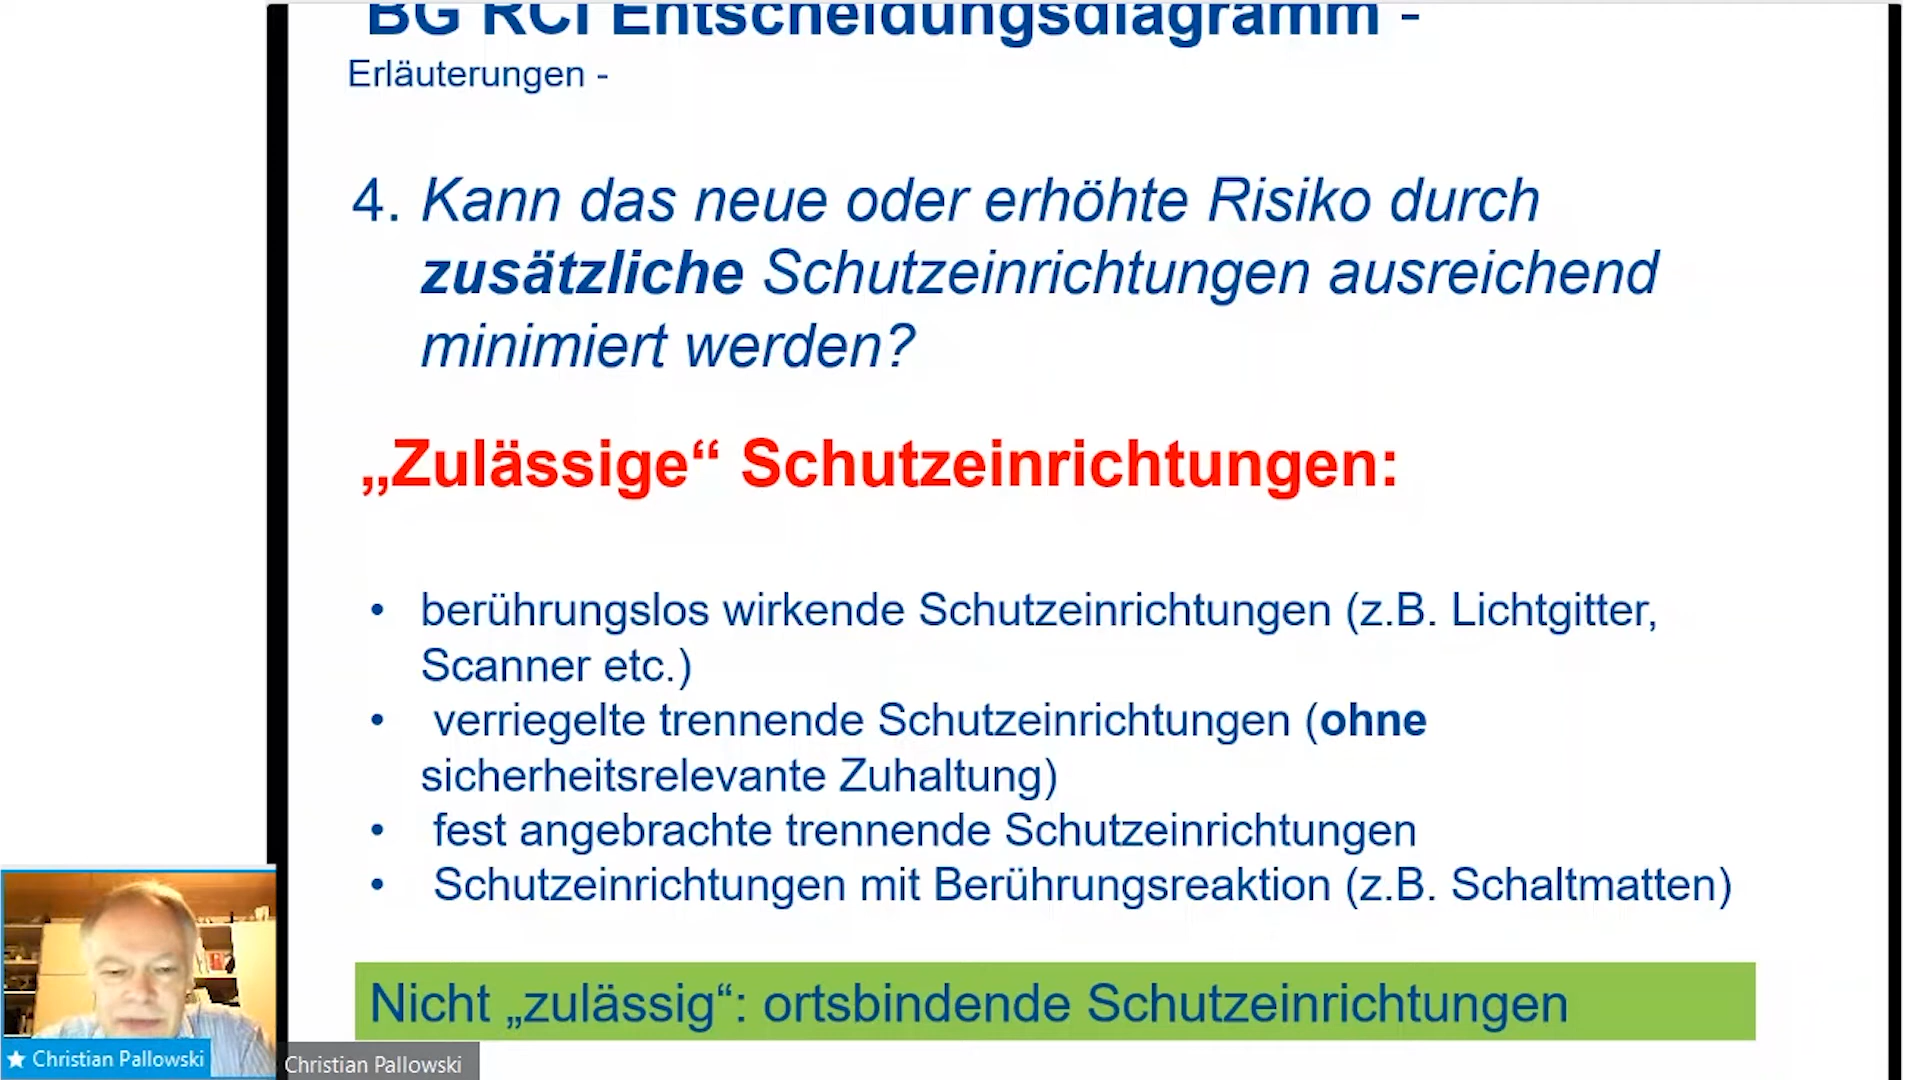 BG RCI Entscheidungsdiagramm -
Erläuterungen -
4. Kann das neue oder erhöhte Risiko durch
zusätzliche Schutzeinrichtungen ausreichend
minimiert werden?
„Zulässige“ Schutzeinrichtungen:
• berührungslos wirkende Schutzeinrichtungen (z.B. Lichtgitter,
Scanner etc.)
• verriegelte trennende Schutzeinrichtungen (ohne
sicherheitsrelevante Zuhaltung)
• fest angebrachte trennende Schutzeinrichtungen
• Schutzeinrichtungen mit Berührungsreaktion (z.B. Schaltmatten)
Nicht „zulässig“: ortsbindende Schutzeinrichtungen
Christian Pallowski
Christian Pallowski